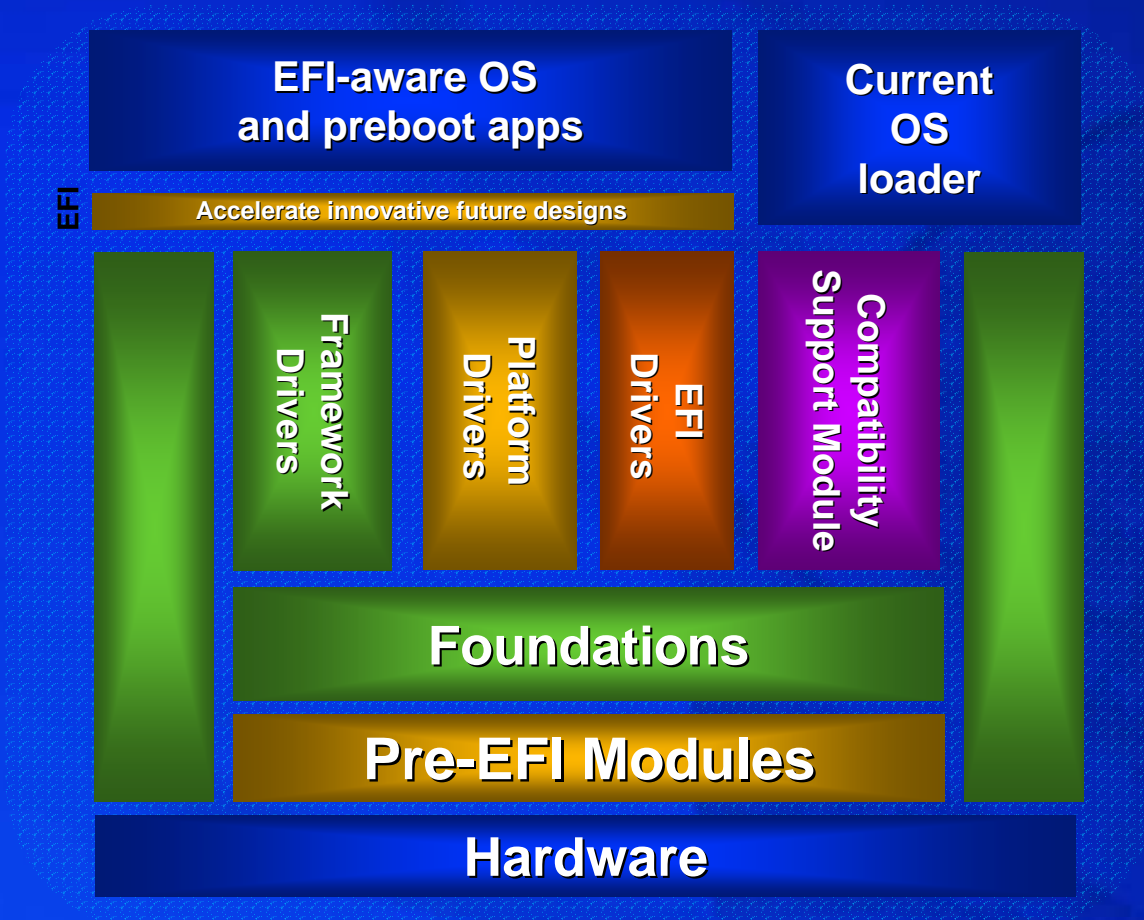 EFI-aware OS
and preboot apps
Current
OS
loader
EFI
Accelerate innovative future designs
Framework
Drivers
Platform
Drivers
EFI
Drivers
Compatibility
Support Module
Foundations
Pre-EFI Modules
Hardware